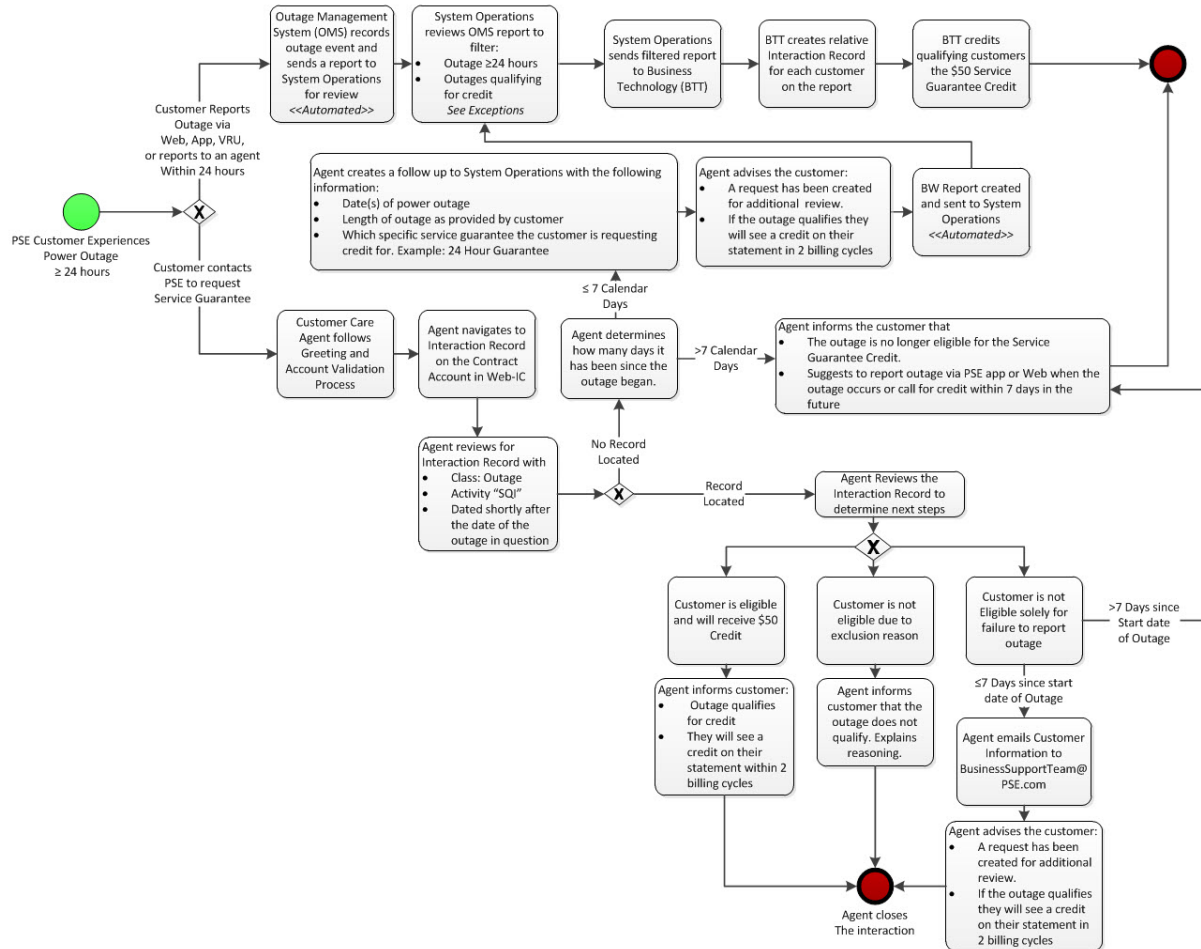 Outage Management
System (OMS) records
outage event and
sends a report to
System Operations
for review
<<Automated>>
System Operations
reviews OMS report to
filter:
• Outage ≥24 hours
• Outages qualifying
for credit
See Exceptions
System Operations
sends filtered report
to Business
Technology (BTT)
BTT creates relative
Interaction Record
for each customer
on the report
BTT credits
qualifying customers
the $50 Service
Guarantee Credit
Customer Reports
Outage via
Web, App, VRU,
or reports to an agent
Within 24 hours
X
PSE Customer Experiences
Power Outage
≥ 24 hours
Customer contacts
PSE to request
Service Guarantee
Agent creates a follow up to System Operations with the following
information:
• Date(s) of power outage
• Length of outage as provided by customer
• Which specific service guarantee the customer is requesting
credit for. Example: 24 Hour Guarantee
Agent advises the customer:
• A request has been created
for additional review.
• If the outage qualifies they
will see a credit on their
statement in 2 billing cycles
BW Report created
and sent to System
Operations
<<Automated>>
≤ 7 Calendar
Days
Customer Care
Agent follows
Greeting and
Account Validation
Process
Agent navigates to
Interaction Record
on the Contract
Account in Web-IC
Agent determines
how many days it
has been since the
outage began.
>7 Calendar
Days
Agent informs the customer that
• The outage is no longer eligible for the Service
Guarantee Credit.
• Suggests to report outage via PSE app or Web when the
outage occurs or call for credit within 7 days in the
future
No Record
Located
Agent reviews for
Interaction Record with
• Class: Outage
• Activity “SQI”
• Dated shortly after
the date of the
outage in question
X
Record
Located
Agent Reviews the
Interaction Record to
determine next steps
X
Customer is eligible
and will receive $50
Credit
Customer is not
eligible due to
exclusion reason
Customer is not
Eligible solely for
failure to report
outage
>7 Days since
Start date
of Outage
≤7 Days since start
date of Outage
Agent informs customer:
• Outage qualifies
for credit
• They will see a
credit on their
statement within 2
billing cycles
Agent informs
customer that the
outage does not
qualify. Explains
reasoning.
Agent emails Customer
Information to
BusinessSupportTeam@
PSE.com
Agent advises the customer:
• A request has been
created for additional
review.
• If the outage qualifies
they will see a credit
on their statement in
2 billing cycles
Agent closes
The interaction